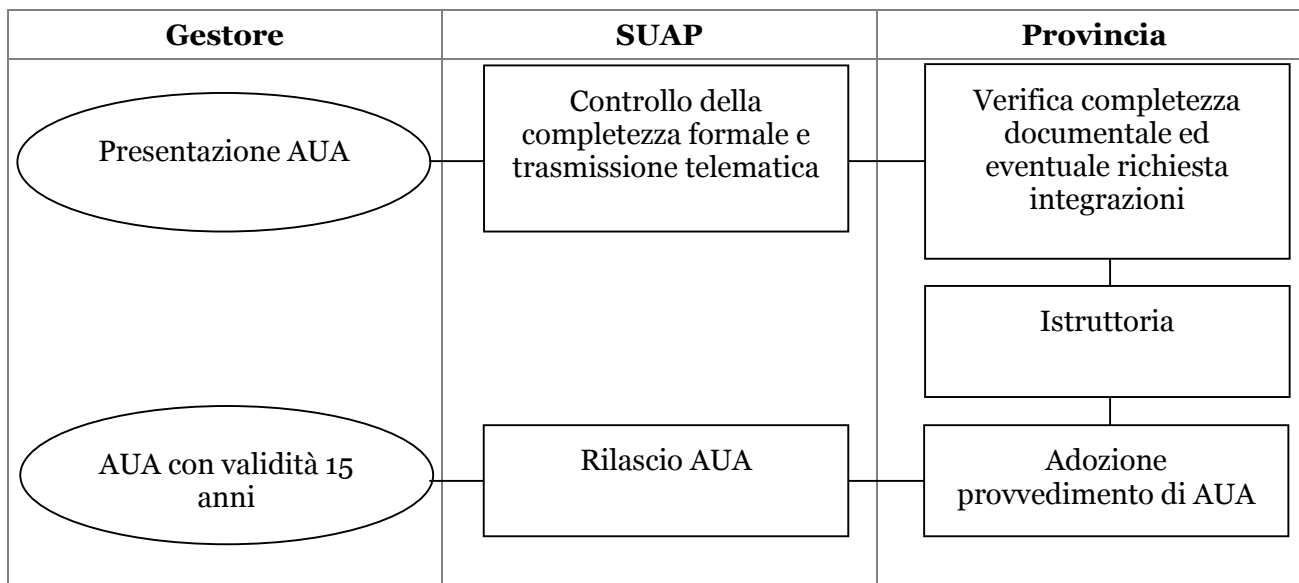 Gestore
SUAP
Provincia
Presentazione AUA
Controllo della
completezza formale e
trasmissione telematica
Verifica completezza
documentale ed
eventuale richiesta
integrazioni
Istruttoria
AUA con validità 15
anni
Rilascio AUA
Adozione
provvedimento di AUA